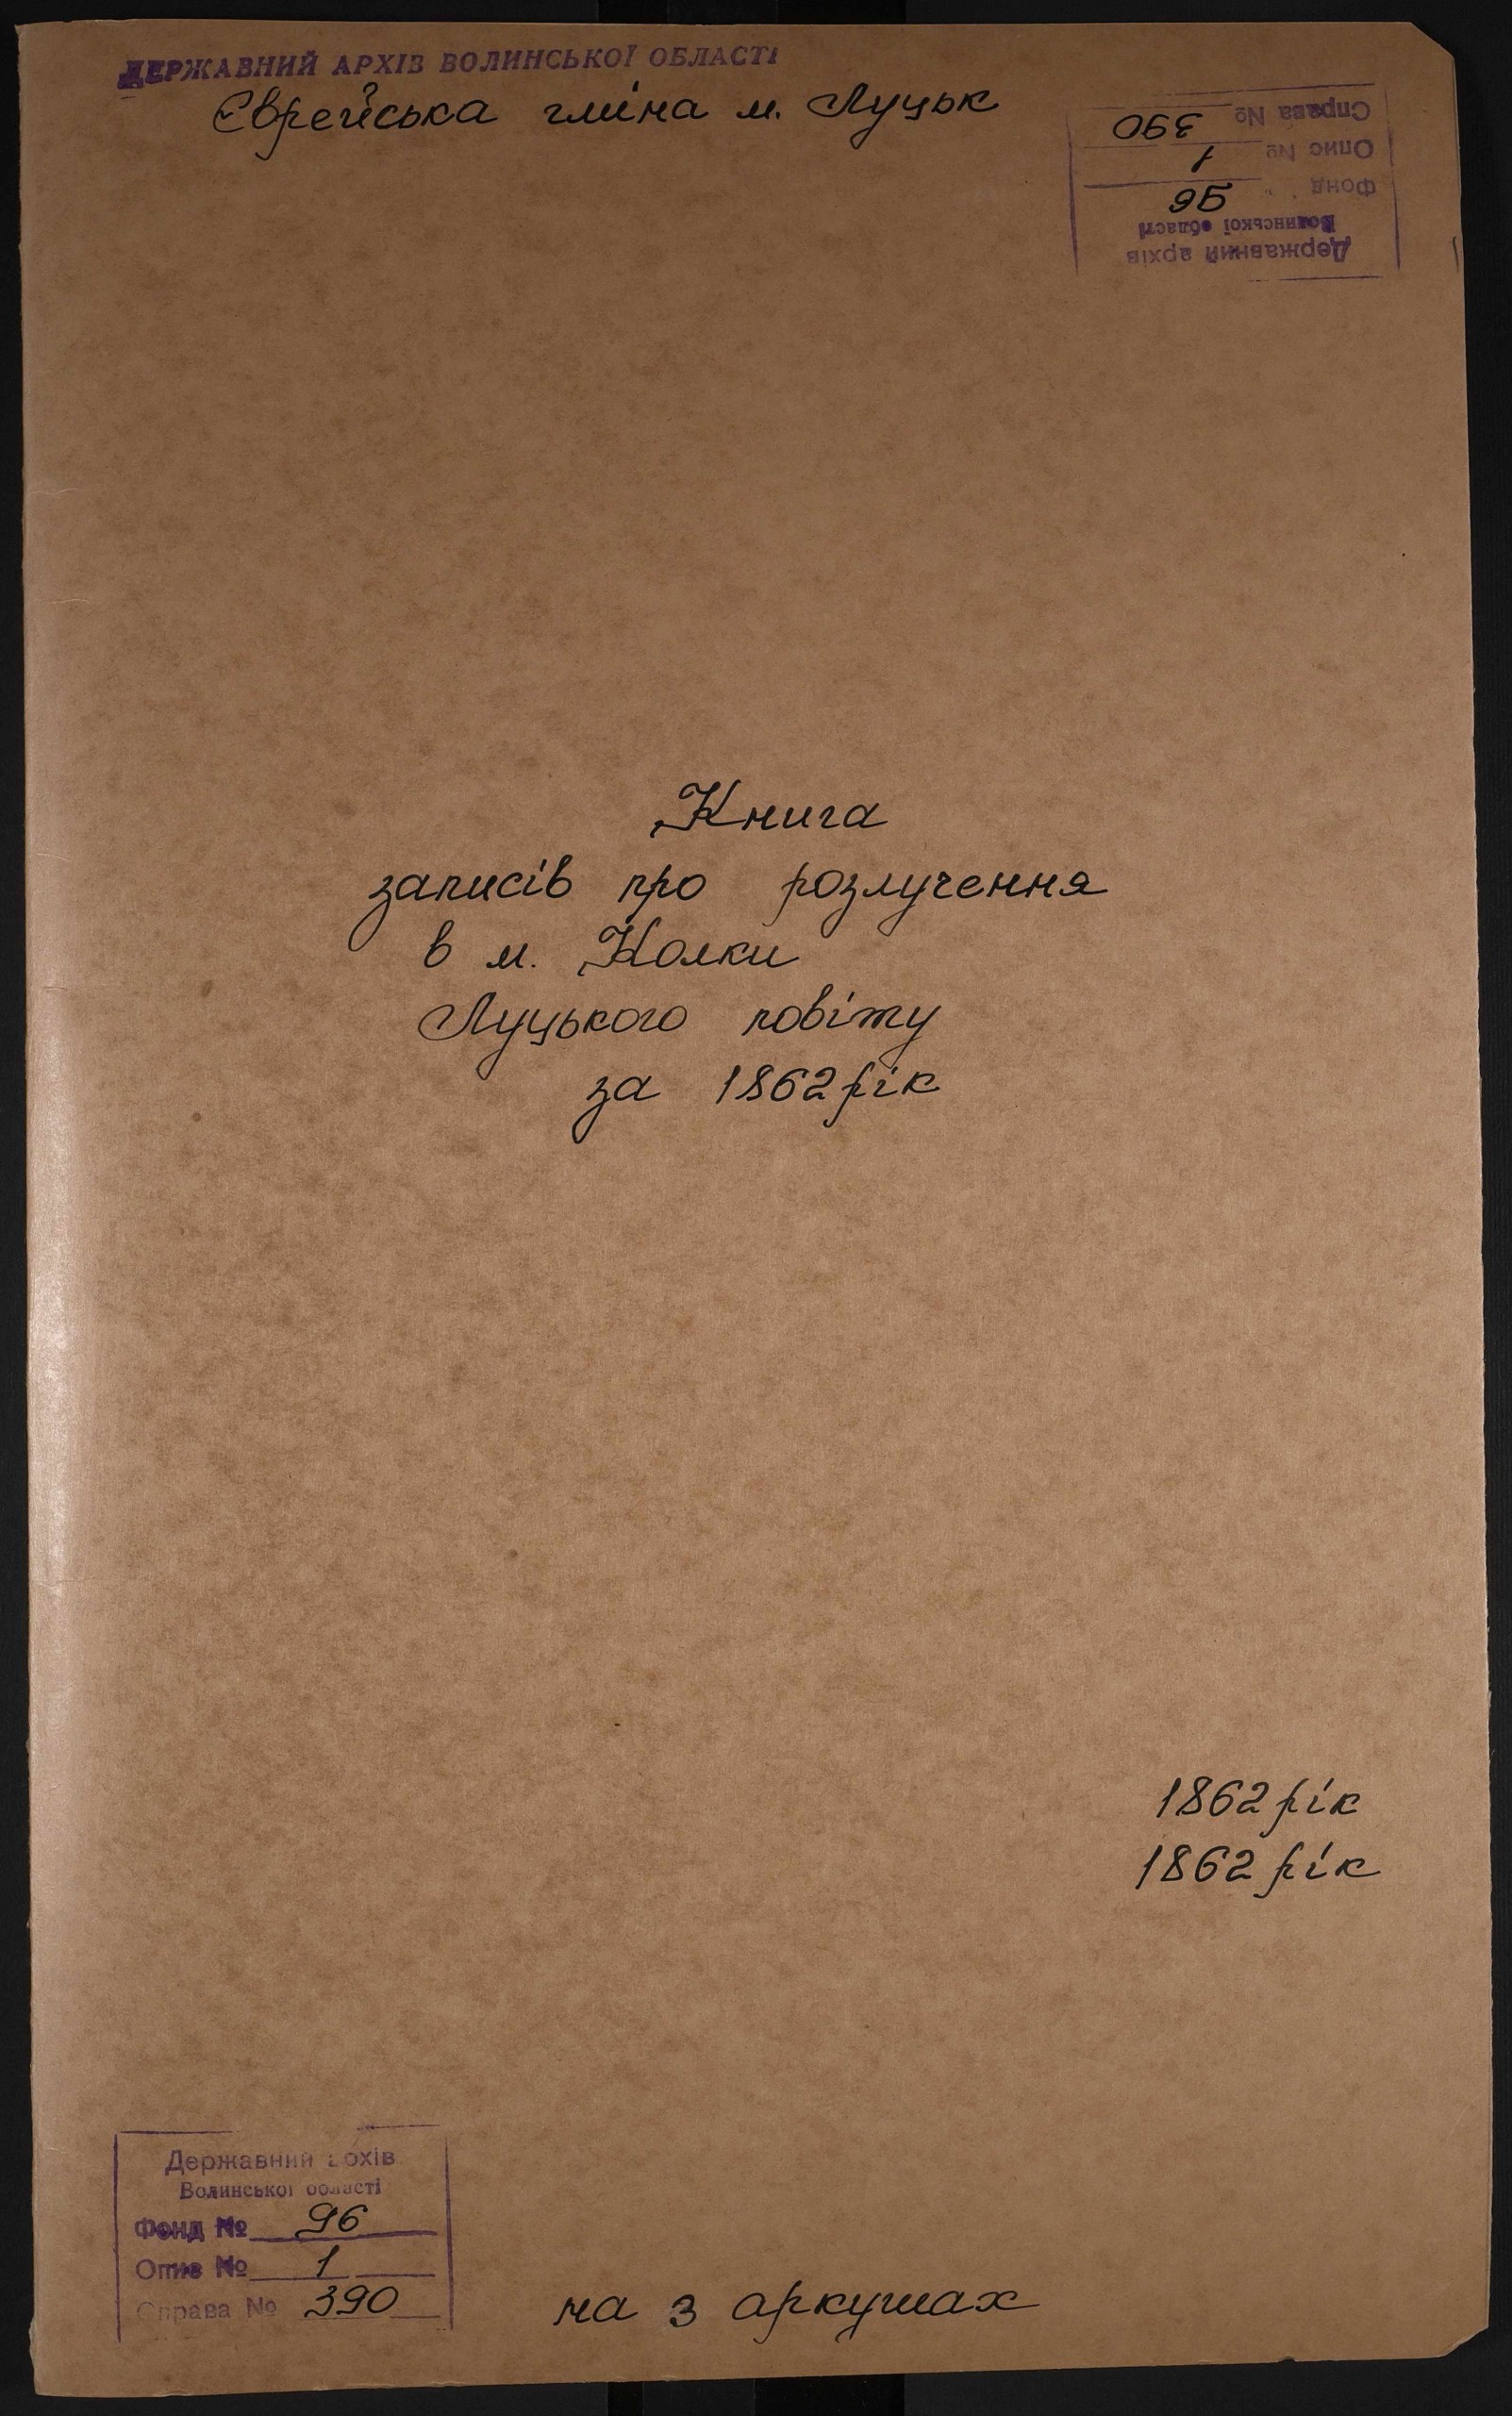 ДЕРЖАВНИЙ АРХІВ ВОЛИНСЬКОЇ ОБЛАСТІ
Єврейська гміна м. Луцьк
Державний архів
Волинської області
Фонд 96
Опис № 1
Справа № 390
Книга
записів про розлучення
в м. Колки
Луцького повіту
за 1862 рік
1862 рік
1862 рік
Державний архів
Волинської області
Фонд № 96
Опис № 1
Справа № 390
на 3 аркушах